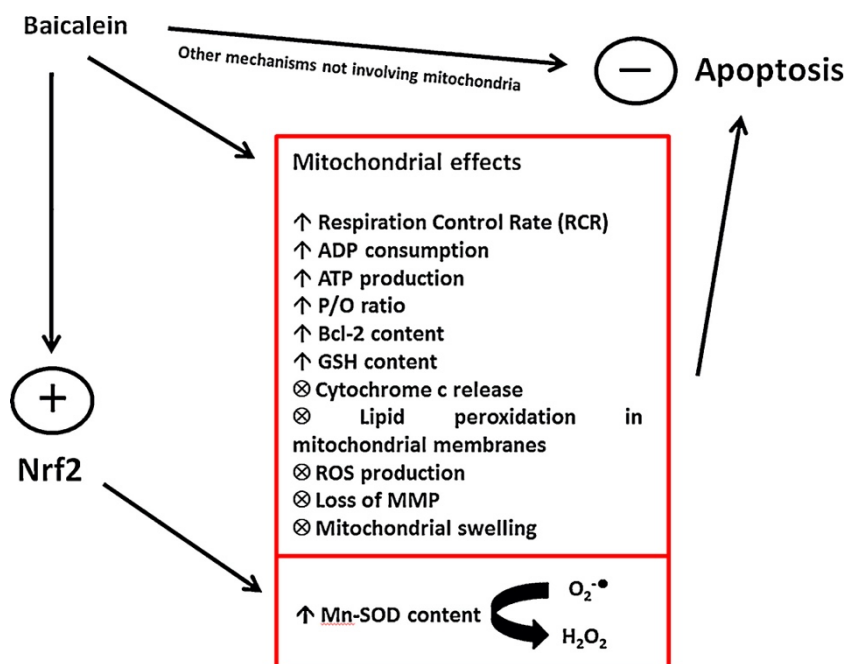 Baicalein
Other mechanisms not involving mitochondria
− Apoptosis
Mitochondrial effects
↑ Respiration Control Rate (RCR)
↑ ADP consumption
↑ ATP production
↑ P/O ratio
↑ Bcl-2 content
↑ GSH content
⊗ Cytochrome c release
⊗ Lipid peroxidation in
mitochondrial membranes
⊗ ROS production
⊗ Loss of MMP
⊗ Mitochondrial swelling
+
Nrf2
↑ Mn-SOD content
O₂⁻•
H₂O₂